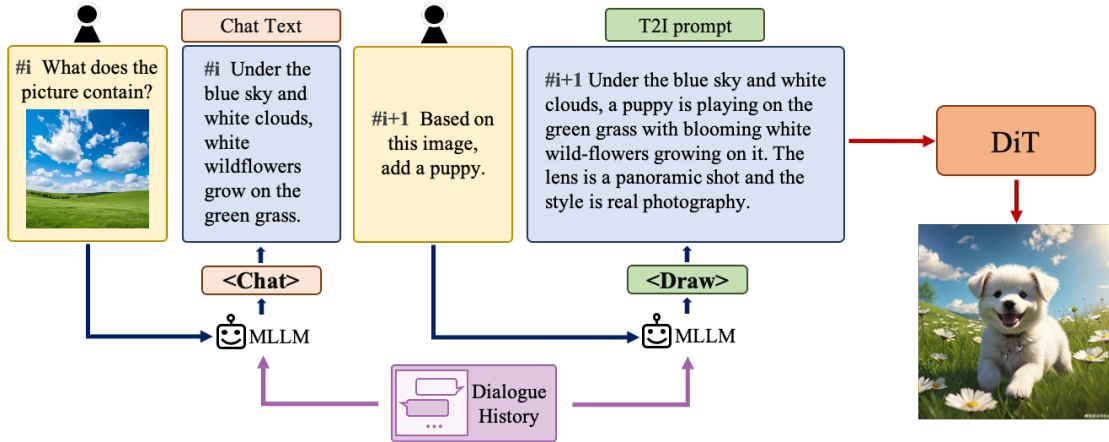 Chat Text
T2I prompt
#i What does the
picture contain?
#i Under the
blue sky and
white clouds,
white
wildflowers
grow on the
green grass.
#i+1 Based on
this image,
add a puppy.
#i+1 Under the blue sky and white
clouds, a puppy is playing on the
green grass with blooming white
wild-flowers growing on it. The
lens is a panoramic shot and the
style is real photography.
DiT
<Chat>
<Draw>
MLLM
MLLM
Dialogue
History